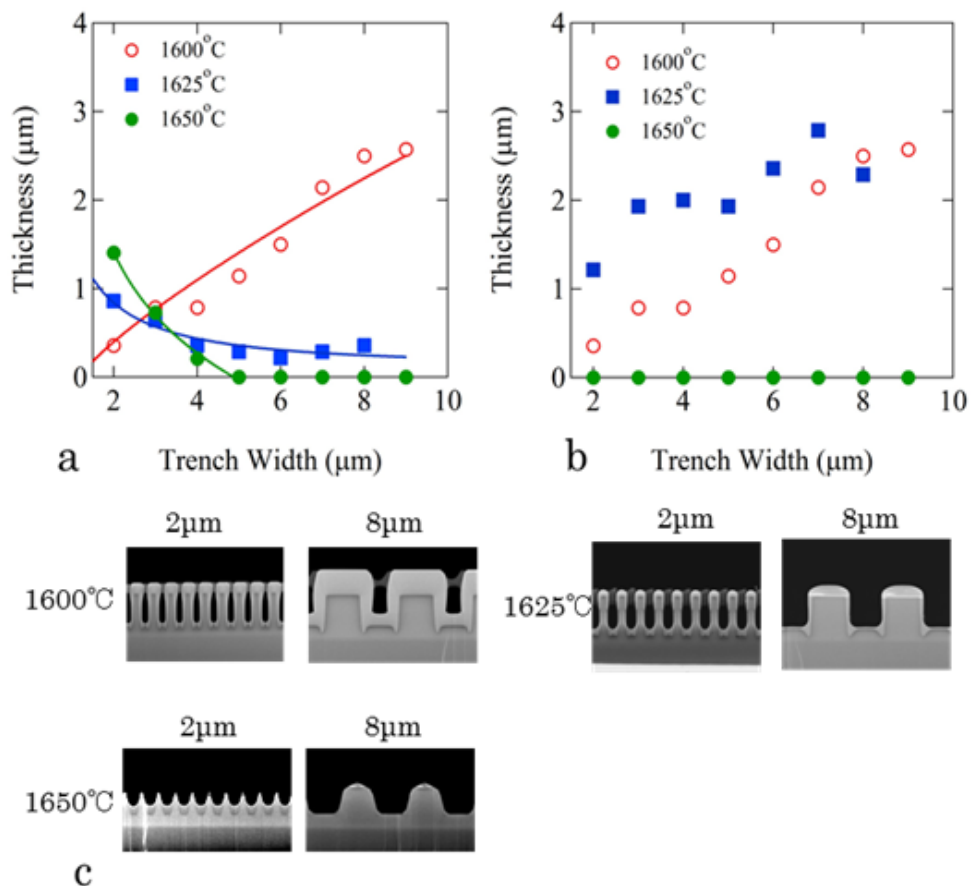 4
3
2
1
0
Thickness (μm)
1600°C
1625°C
1650°C
2
4
6
8
10
a
Trench Width (μm)
4
3
2
1
0
Thickness (μm)
1600°C
1625°C
1650°C
2
4
6
8
10
b
Trench Width (μm)
2μm
8μm
1600℃
2μm
8μm
1625℃
2μm
8μm
1650℃
c